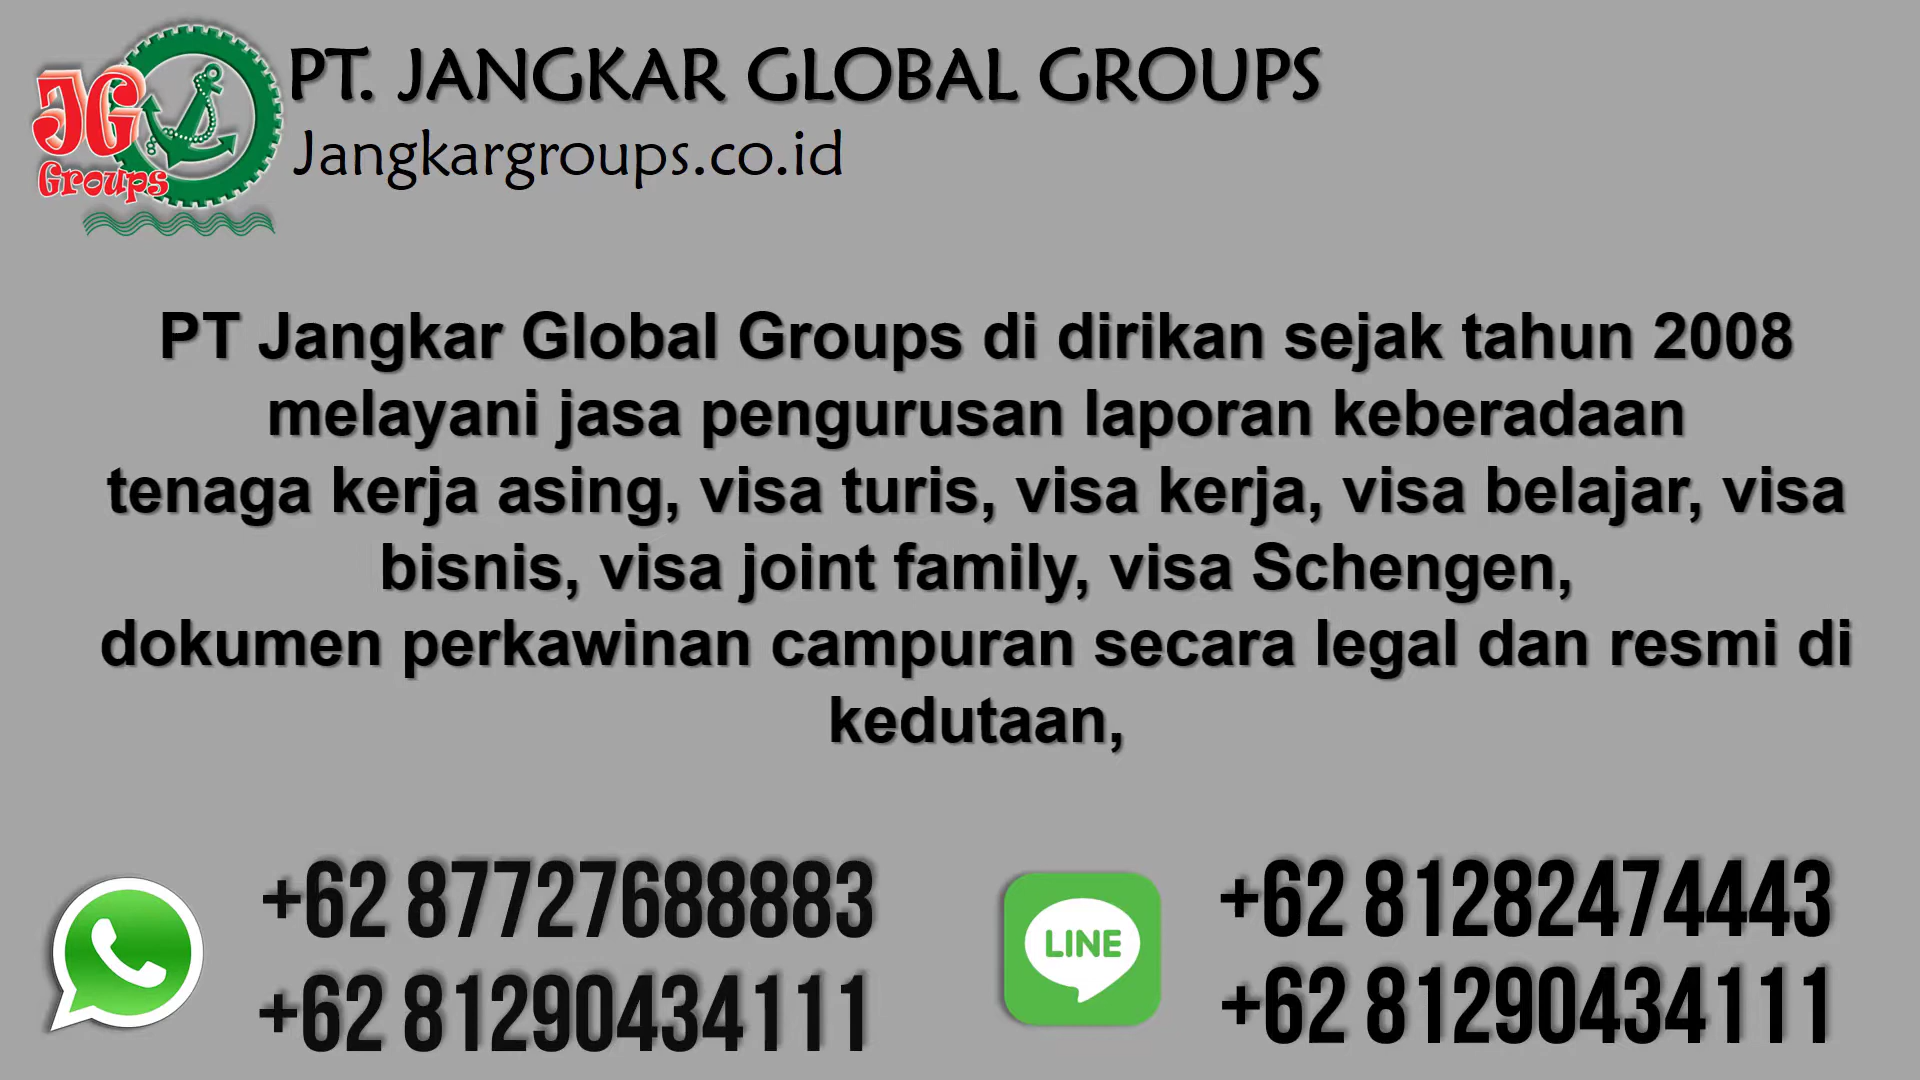 JG
Groups
PT. JANGKAR GLOBAL GROUPS
Jangkargroups.co.id
PT Jangkar Global Groups di dirikan sejak tahun 2008
melayani jasa pengurusan laporan keberadaan
tenaga kerja asing, visa turis, visa kerja, visa belajar, visa
bisnis, visa joint family, visa Schengen,
dokumen perkawinan campuran secara legal dan resmi di
kedutaan,
+62 87727688883
+62 81290434111
LINE
+62 81282474443
+62 81290434111